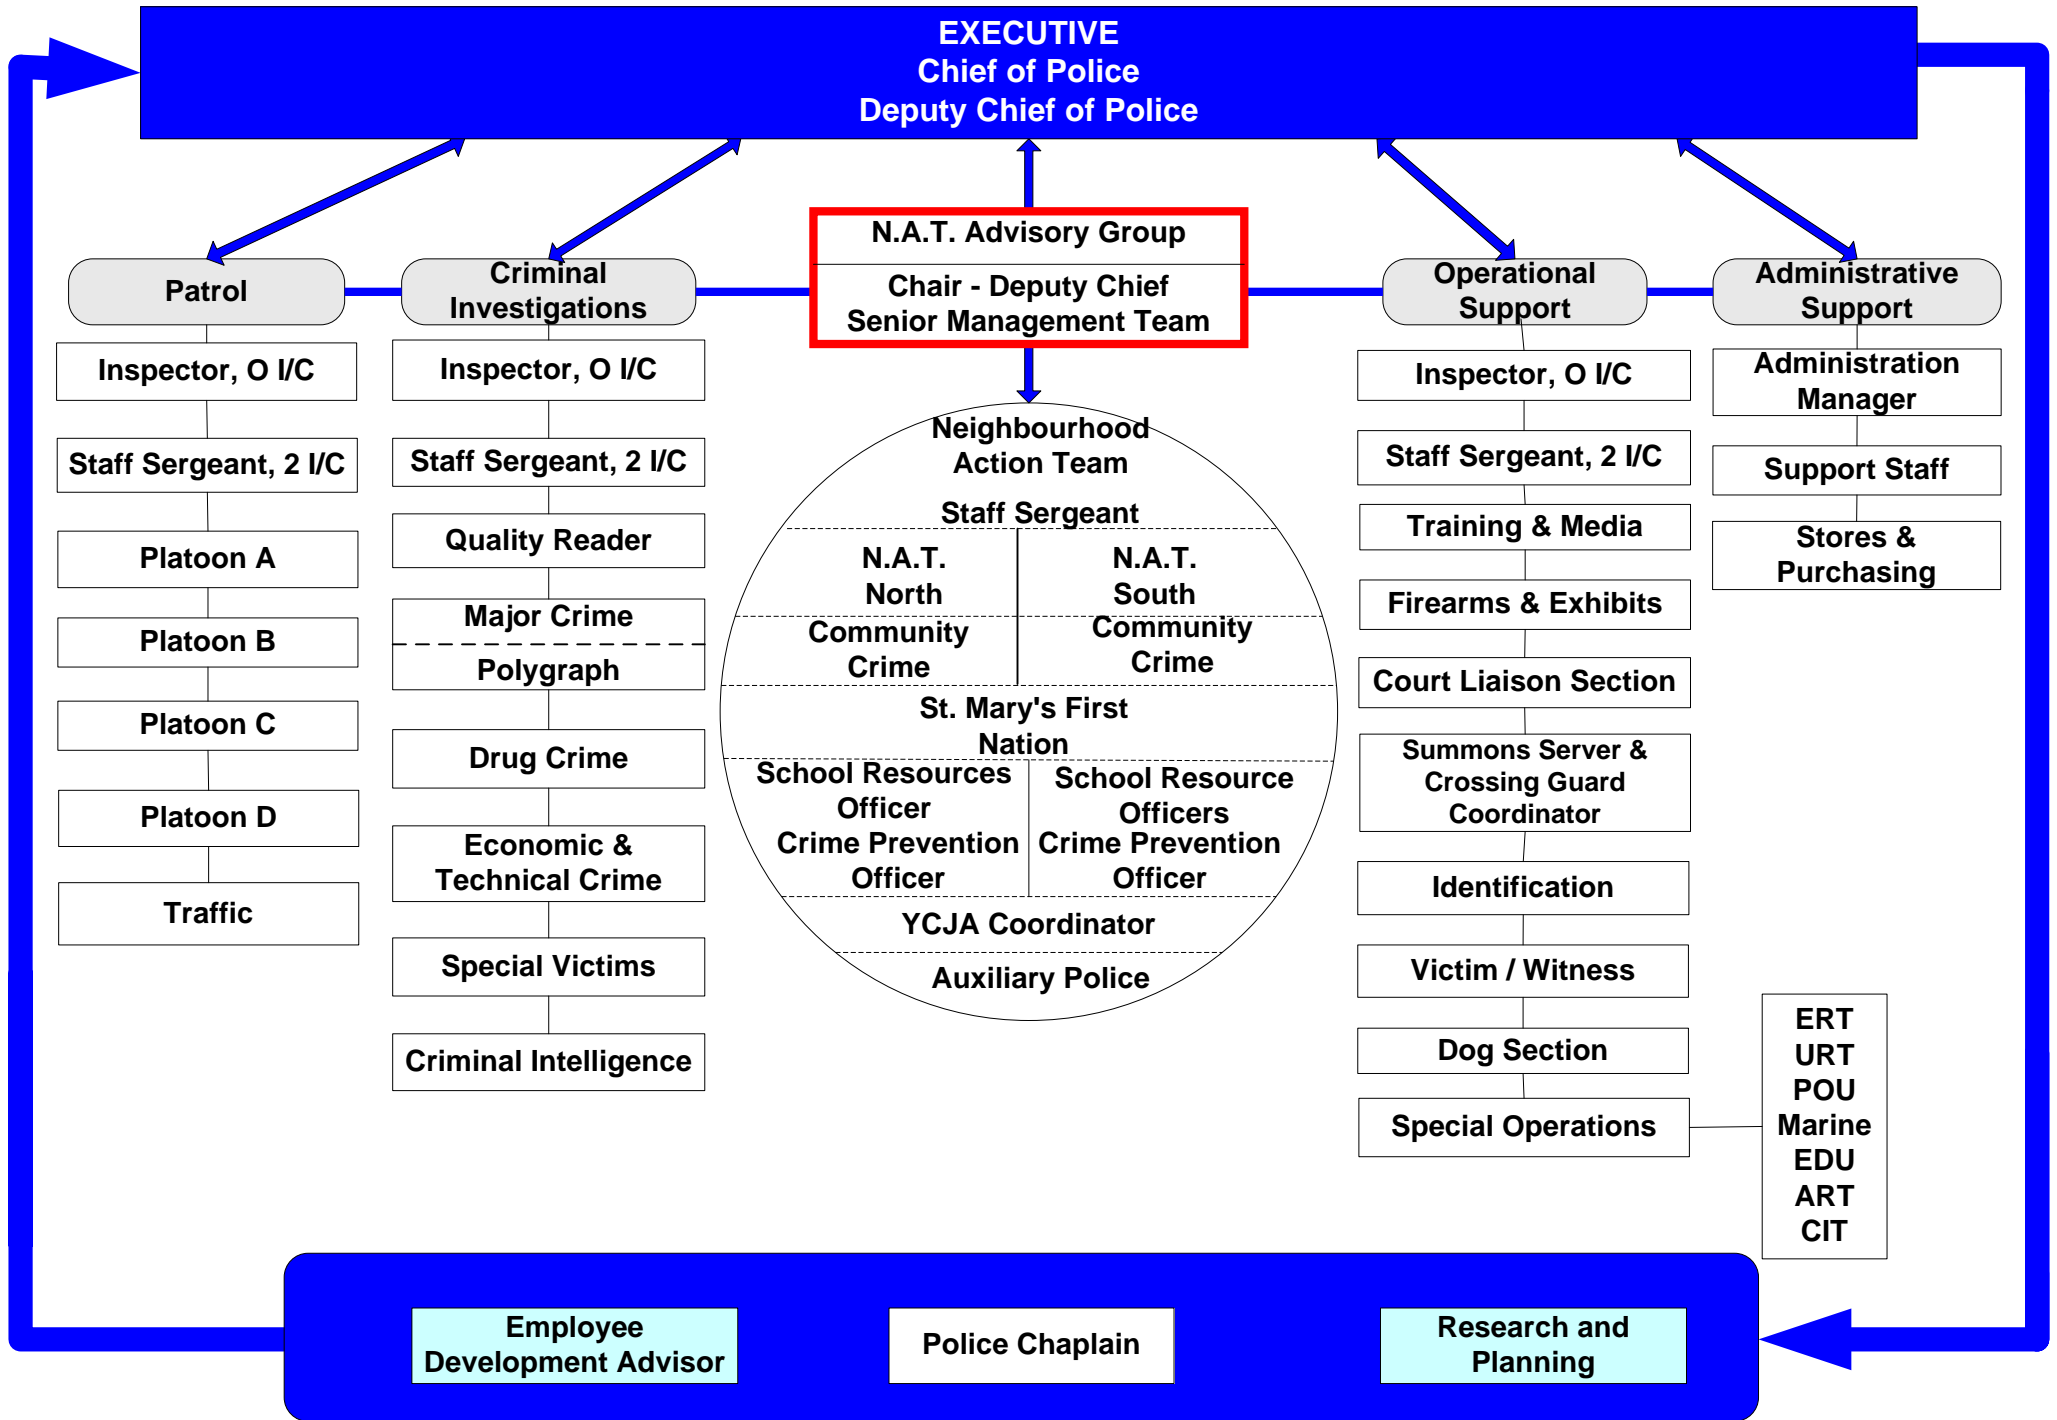 EXECUTIVE
Chief of Police
Deputy Chief of Police
Patrol
Inspector, O I/C
Staff Sergeant, 2 I/C
Platoon A
Platoon B
Platoon C
Platoon D
Traffic
Criminal
Investigations
Inspector, O I/C
Staff Sergeant, 2 I/C
Quality Reader
Major Crime
Polygraph
Drug Crime
Economic &
Technical Crime
Special Victims
Criminal Intelligence
N.A.T. Advisory Group
Chair - Deputy Chief
Senior Management Team
Neighbourhood
Action Team
Staff Sergeant
N.A.T.
North
N.A.T.
South
Community
Crime
Community
Crime
St. Mary's First
Nation
School Resources
Officer
Crime Prevention
Officer
School Resource
Officers
Crime Prevention
Officer
YCJA Coordinator
Auxiliary Police
Operational
Support
Inspector, O I/C
Staff Sergeant, 2 I/C
Training & Media
Firearms & Exhibits
Court Liaison Section
Summons Server &
Crossing Guard
Coordinator
Identification
Victim / Witness
Dog Section
Special Operations
ERT
URT
POU
Marine
EDU
ART
CIT
Administrative
Support
Administration
Manager
Support Staff
Stores &
Purchasing
Employee
Development Advisor
Police Chaplain
Research and
Planning